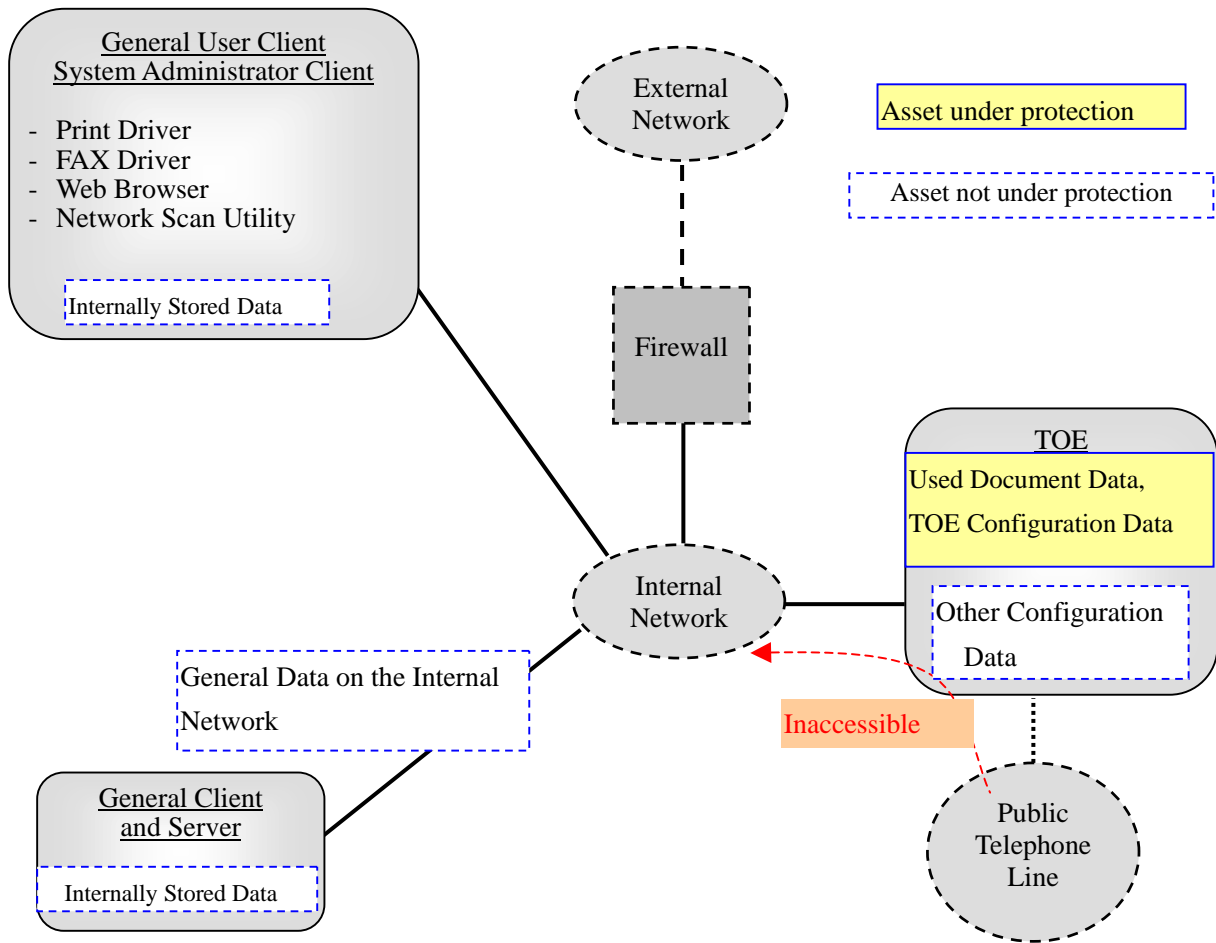 General User Client
System Administrator Client
- Print Driver
- FAX Driver
- Web Browser
- Network Scan Utility
Internally Stored Data
External
Network
Asset under protection
Asset not under protection
Firewall
TOE
Used Document Data,
TOE Configuration Data
Other Configuration
Data
Internal
Network
General Data on the Internal
Network
Inaccessible
General Client
and Server
Internally Stored Data
Public
Telephone
Line